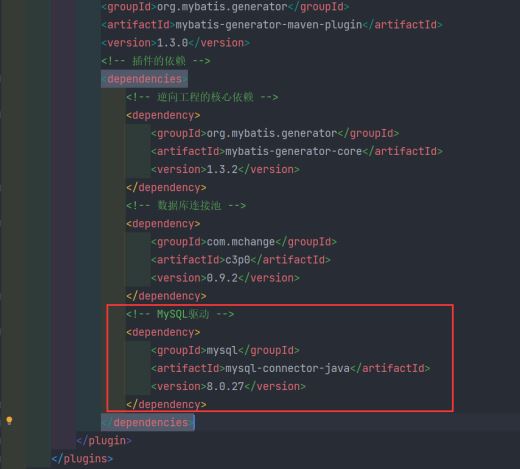 <groupId>org.mybatis.generator</groupId>
<artifactId>mybatis-generator-maven-plugin</artifactId>
<version>1.3.0</version>
<!-- 插件的依赖 -->
<dependencies>
<!-- 逆向工程的核心依赖 -->
<dependency>
<groupId>org.mybatis.generator</groupId>
<artifactId>mybatis-generator-core</artifactId>
<version>1.3.2</version>
</dependency>
<!-- 数据库连接池 -->
<dependency>
<groupId>com.mchange</groupId>
<artifactId>c3p0</artifactId>
<version>0.9.2</version>
</dependency>
<!-- MySQL驱动 -->
<dependency>
<groupId>mysql</groupId>
<artifactId>mysql-connector-java</artifactId>
<version>8.0.27</version>
</dependency>
</dependencies>
</plugin>
</plugins>